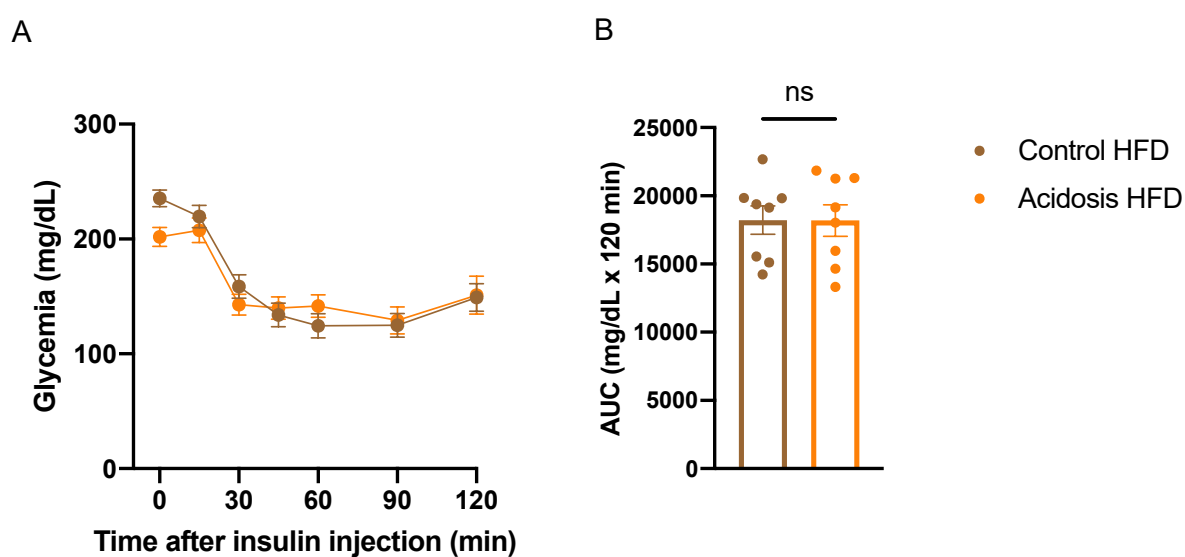 A
B
300
200
100
0
0 30 60 90 120
Glycemia (mg/dL)
Time after insulin injection (min)
ns
25000
20000
15000
10000
5000
0
AUC (mg/dL x 120 min)
Control HFD
Acidosis HFD